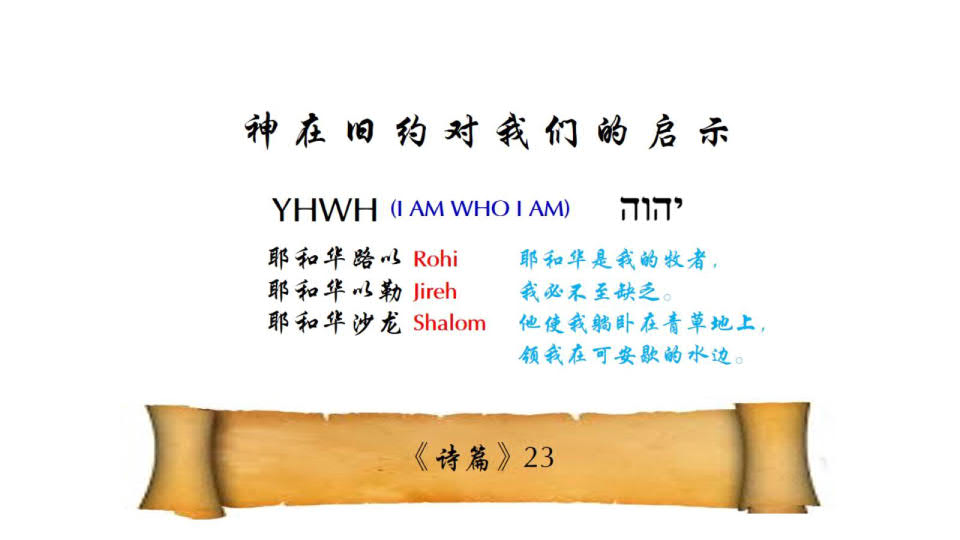 神在旧约对我们的启示
YHWH (I AM WHO I AM) יהוה
耶和华路以 Rohi 耶和华是我的牧者，
耶和华以勒 Jireh 我必不至缺乏。
耶和华沙龙 Shalom 他使我躺卧在青草地上，
领我在可安歇的水边。
《诗篇》23